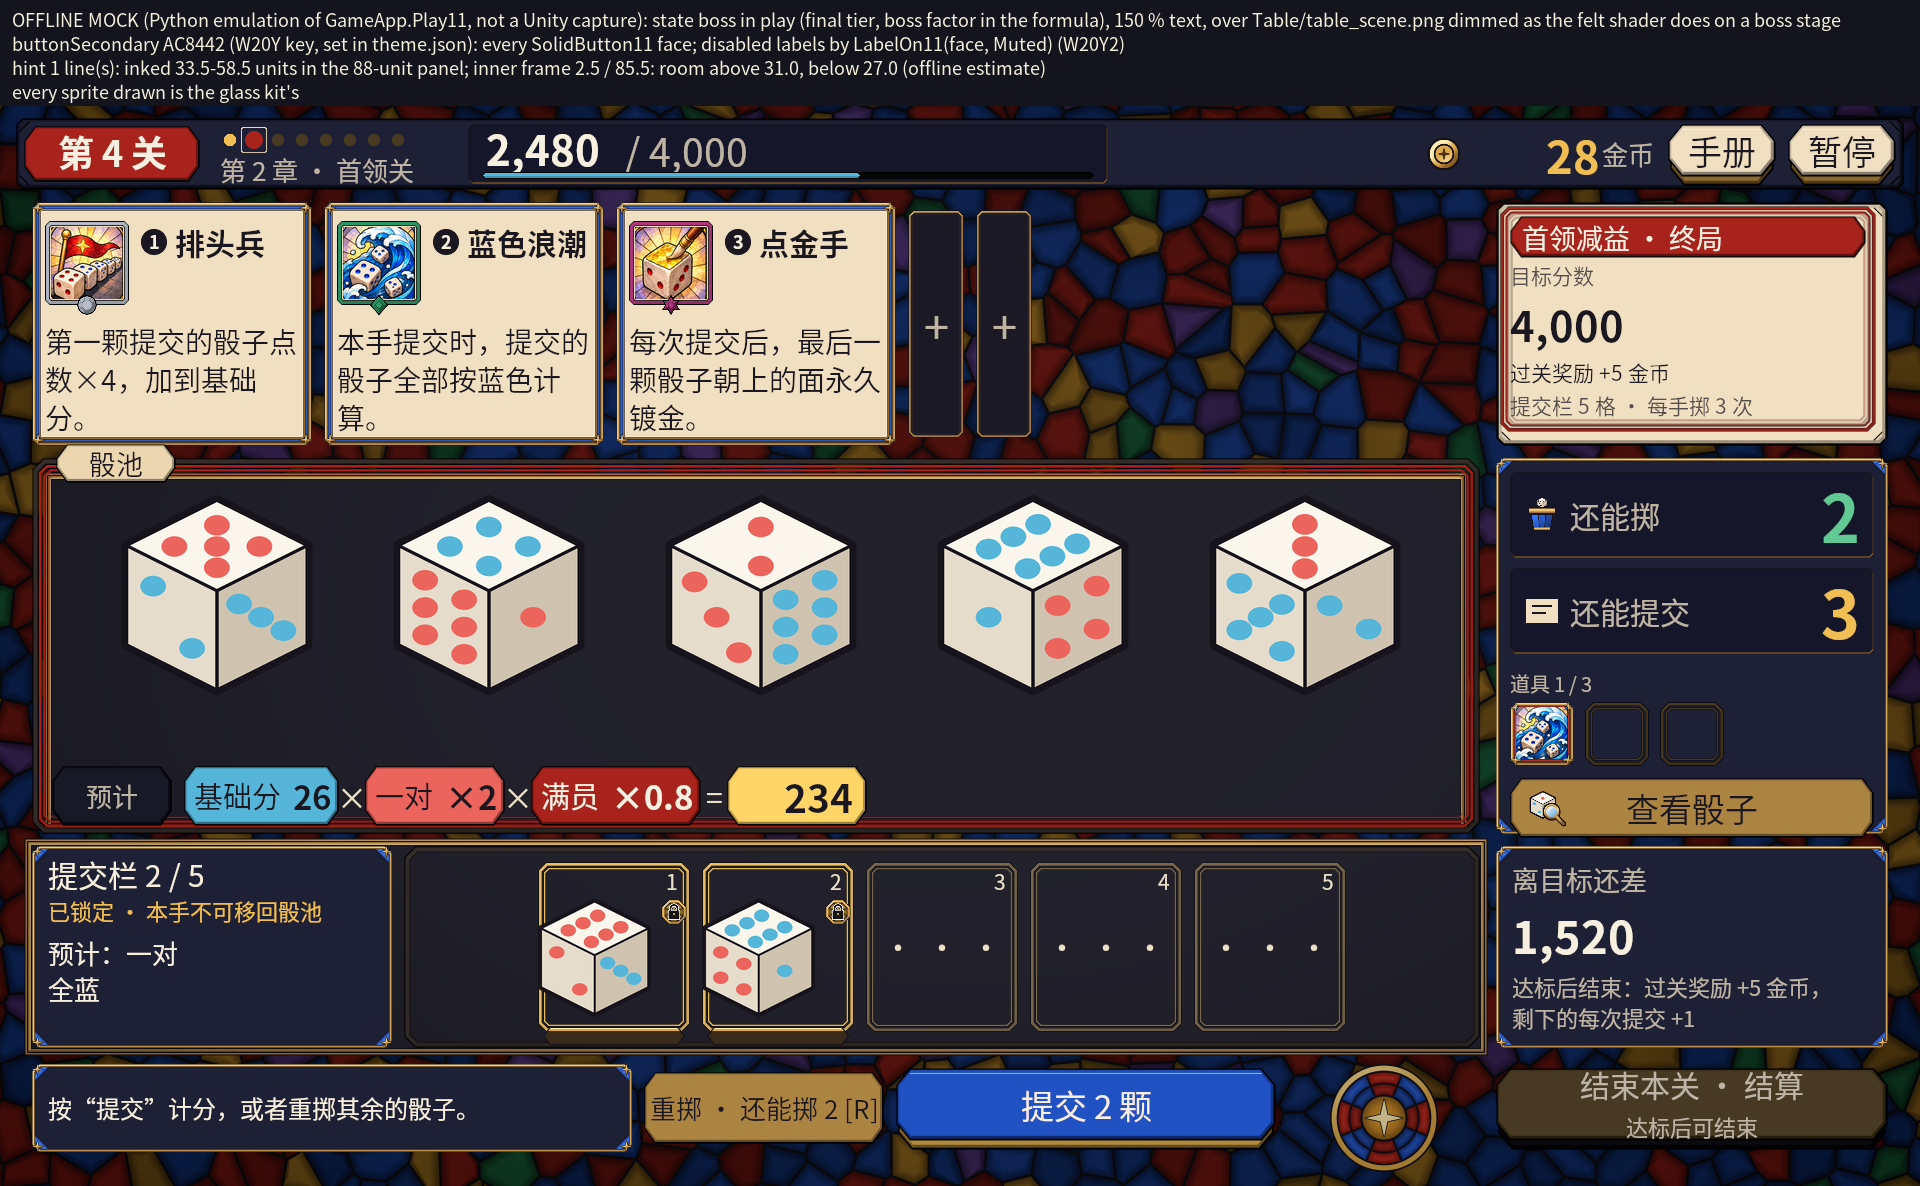 OFFLINE MOCK (Python emulation of GameApp.Play11, not a Unity capture): state boss in play (final tier, boss factor in the formula), 150 % text, over Table/table_scene.png dimmed as the felt shader does on a boss stage
buttonSecondary AC8442 (W20Y key, set in theme.json): every SolidButton11 face; disabled labels by LabelOn11(face, Muted) (W20Y2)
hint 1 line(s): inked 33.5-58.5 units in the 88-unit panel; inner frame 2.5 / 85.5: room above 31.0, below 27.0 (offline estimate)
every sprite drawn is the glass kit's
第 4 关
第 2 章 · 首领关
2,480 / 4,000
28 金币
手册
暂停
1 排头兵
第一颗提交的骰子点
数×4，加到基础
分。
2 蓝色浪潮
本手提交时，提交的
骰子全部按蓝色计
算。
3 点金手
每次提交后，最后一
颗骰子朝上的面永久
镀金。
+
+
首领减益 · 终局
目标分数
4,000
过关奖励 +5 金币
提交栏 5 格 · 每手掷 3 次
骰池
还能掷 2
还能提交 3
道具 1 / 3
查看骰子
预计 基础分 26 × 一对 ×2 × 满员 ×0.8 = 234
提交栏 2 / 5
已锁定 · 本手不可移回骰池
预计：一对
全蓝
1
2
3
4
5
离目标还差
1,520
达标后结束：过关奖励 +5 金币，
剩下的每次提交 +1
按“提交”计分，或者重掷其余的骰子。
重掷 · 还能掷 2 [R]
提交 2 颗
结束本关 · 结算
达标后可结束